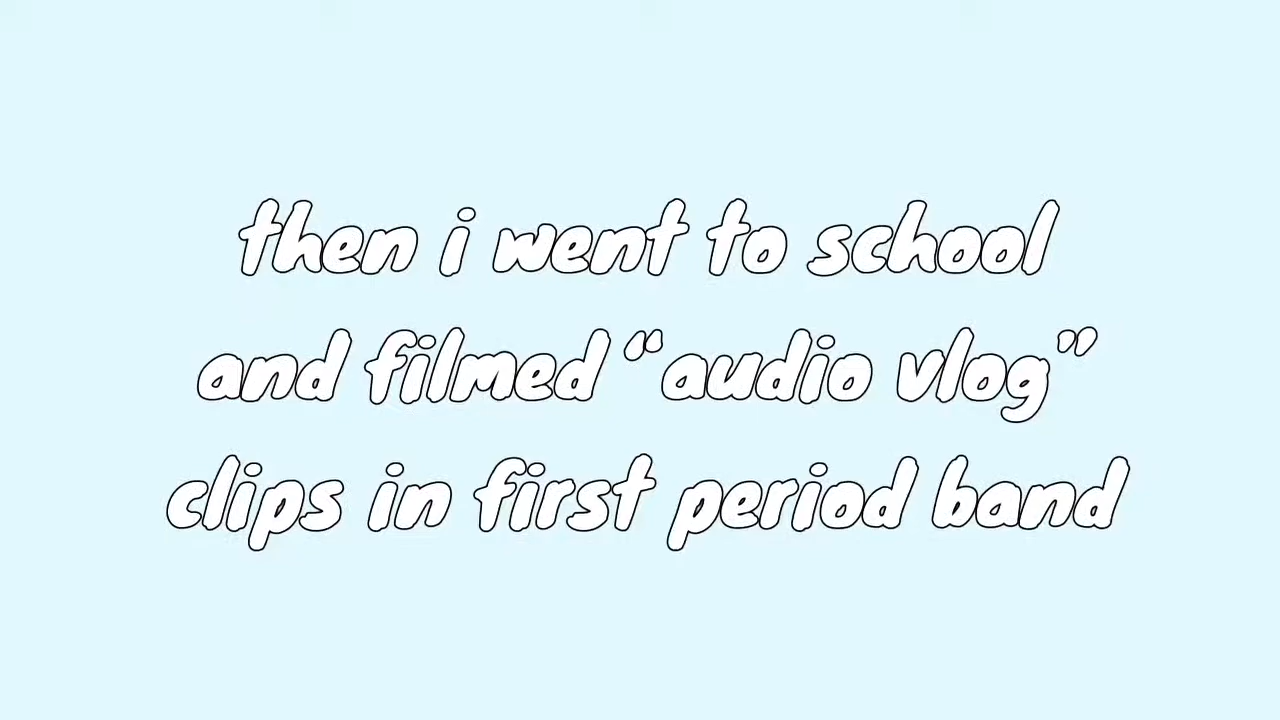 then i went to school
and filmed “audio vlog”
clips in first period band